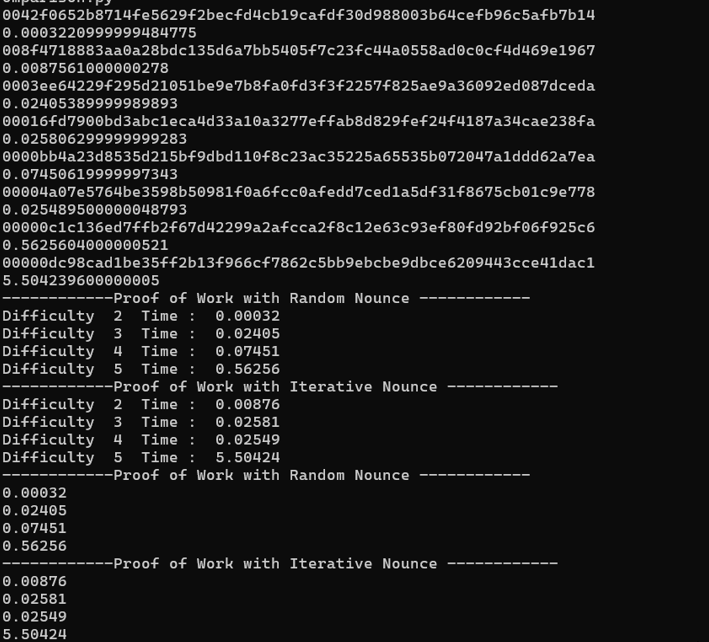 omparison.py
0042f0652b8714fe5629f2becfd4cb19cafdf30d988003b64cefb96c5afb7b14
0.0003220999999484775
008f4718883aa0a28bdc135d6a7bb5405f7c23fc44a0558ad0c0cf4d469e1967
0.0087561000000278
0003ee64229f295d21051be9e7b8fa0fd3f3f2257f825ae9a36092ed087dceda
0.02405389999989893
00016fd7900bd3abc1eca4d33a10a3277effab8d829fef24f4187a34cae238fa
0.025806299999999283
0000bb4a23d8535d215bf9dbd110f8c23ac35225a65535b072047a1ddd62a7ea
0.07450619999997343
00004a07e5764be3598b50981f0a6fcc0afedd7ced1a5df31f8675cb01c9e778
0.025489500000048793
00000c1c136ed7ffb2f67d42299a2afcca2f8c12e63c93ef80fd92bf06f925c6
0.5625604000000521
00000dc98cad1be35ff2b13f966cf7862c5bb9ebcbe9dbce6209443cce41dac1
5.504239600000005
------------Proof of Work with Random Nounce ------------
Difficulty  2  Time :  0.00032
Difficulty  3  Time :  0.02405
Difficulty  4  Time :  0.07451
Difficulty  5  Time :  0.56256
------------Proof of Work with Iterative Nounce ------------
Difficulty  2  Time :  0.00876
Difficulty  3  Time :  0.02581
Difficulty  4  Time :  0.02549
Difficulty  5  Time :  5.50424
------------Proof of Work with Random Nounce ------------
0.00032
0.02405
0.07451
0.56256
------------Proof of Work with Iterative Nounce ------------
0.00876
0.02581
0.02549
5.50424